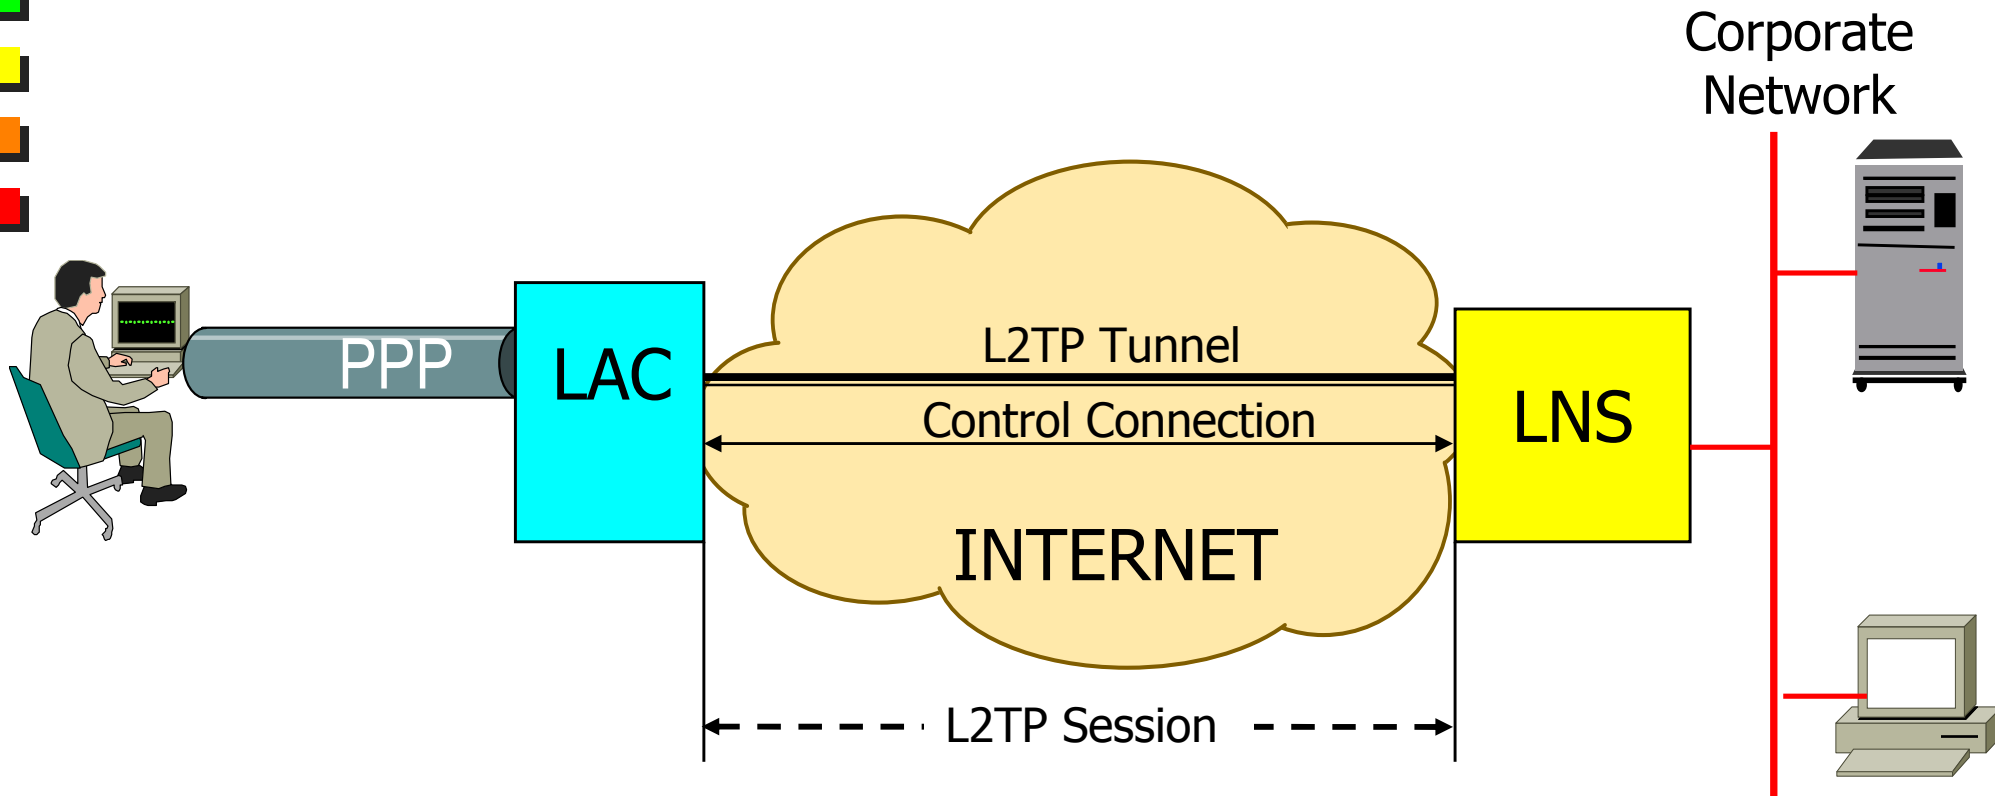 Corporate
Network
L2TP Tunnel
PPP
LAC
Control Connection
LNS
INTERNET
L2TP Session